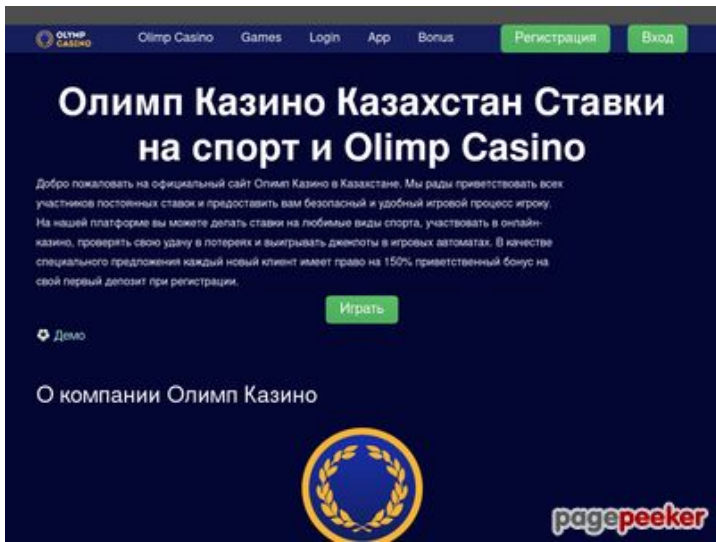 OLYMP CASINO
Olimp Casino Games Login App Bonus Регистрация Вход
Олимп Казино Казахстан Ставки
на спорт и Olimp Casino
Добро пожаловать на официальный сайт Олимп Казино в Казахстане. Мы рады приветствовать всех
участников постоянных ставок и предоставить вам безопасный и удобный игровой процесс игроку.
На нашей платформе вы можете делать ставки на любимые виды спорта, участвовать в онлайн-
казино, проверять свою удачу в лотереях и выигрывать джекпоты в игровых автоматах. В качестве
специального предложения каждый новый клиент имеет право на 150% приветственный бонус на
свой первый депозит при регистрации.
Играть
Демо
О компании Олимп Казино
pagepeeker